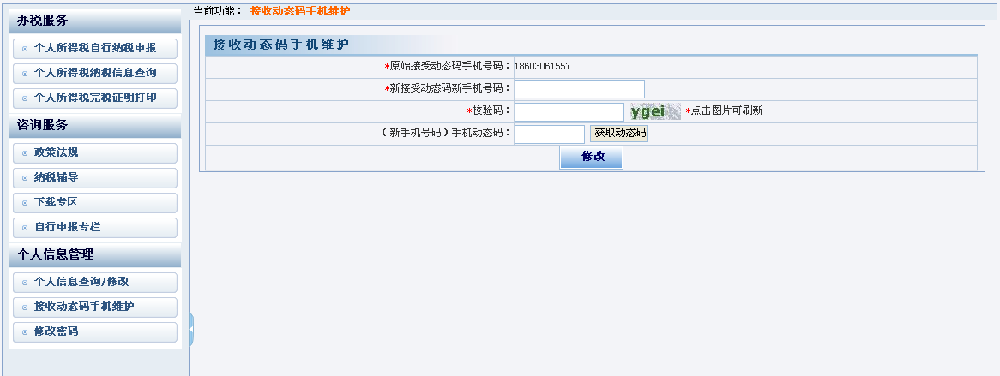 当前功能： 接收动态码手机维护
办税服务
个人所得税自行纳税申报
个人所得税纳税信息查询
个人所得税完税证明打印
咨询服务
政策法规
纳税辅导
下载专区
自行申报专栏
个人信息管理
个人信息查询/修改
接收动态码手机维护
修改密码
接收动态码手机维护
*原始接受动态码手机号码： 18603061557
*新接受动态码新手机号码：
*校验码： ygei *点击图片可刷新
（新手机号码）手机动态码： 获取动态码
修改